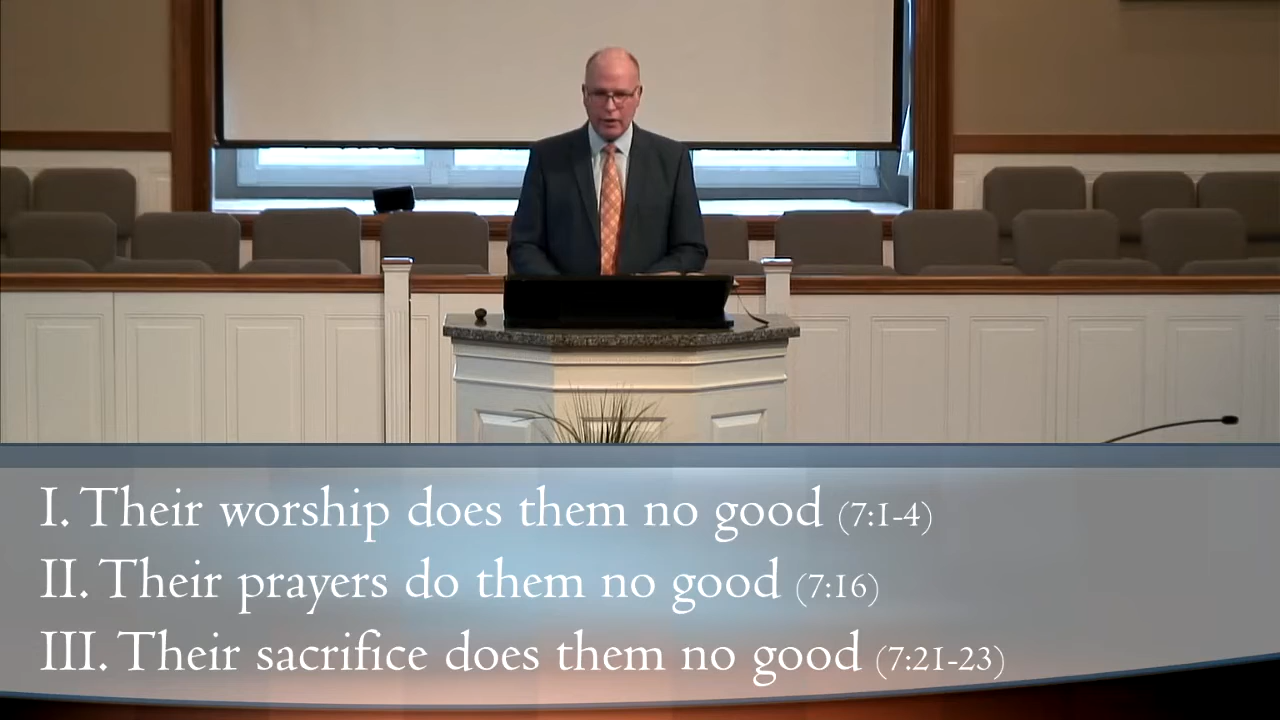 I. Their worship does them no good (7:1-4)
II. Their prayers do them no good (7:16)
III. Their sacrifice does them no good (7:21-23)